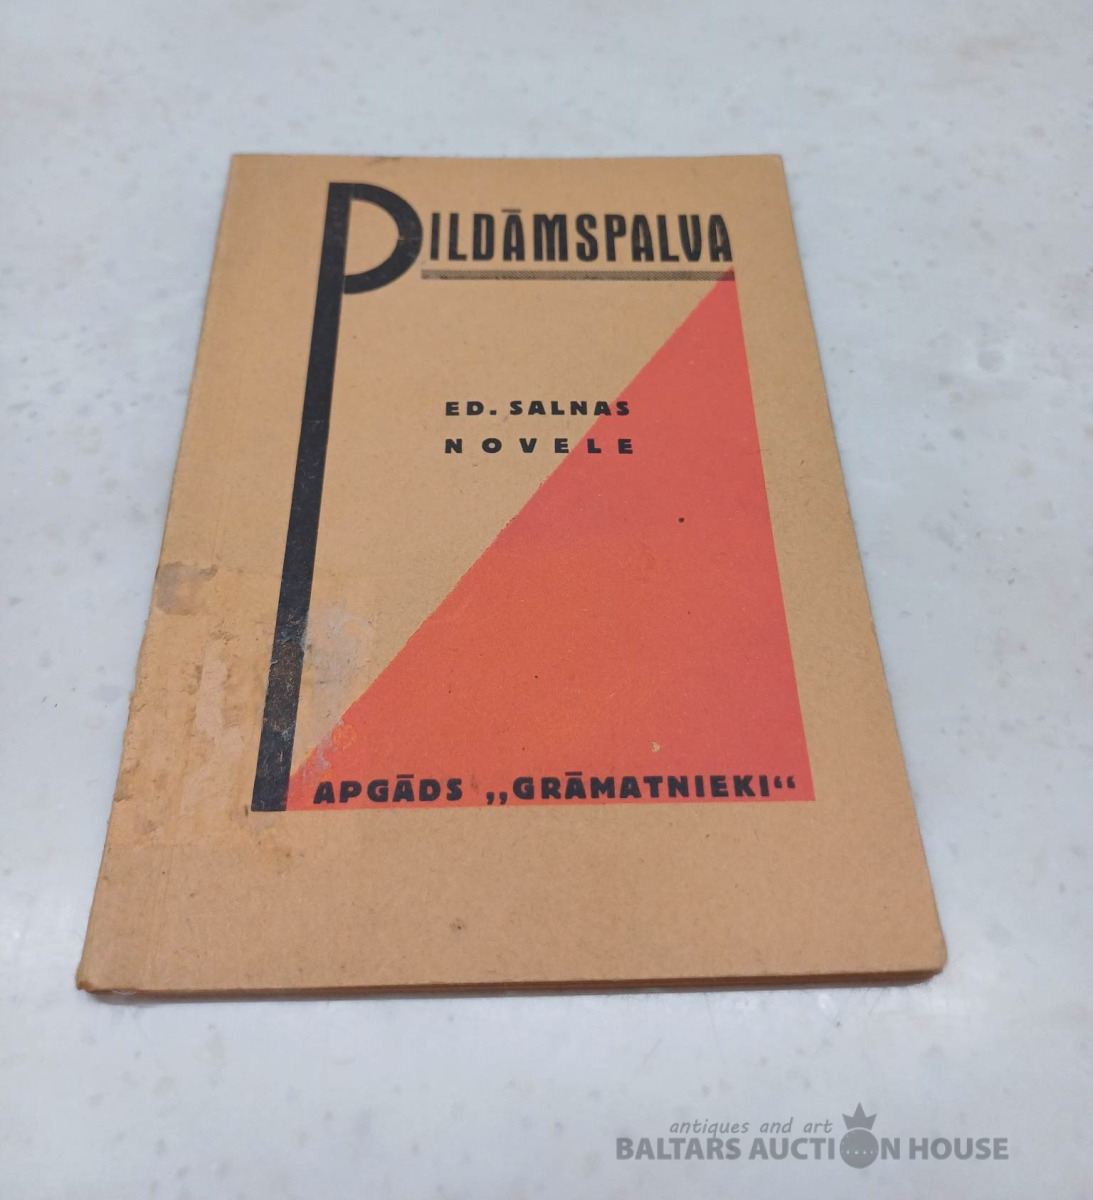 PILDĀMSPALVA
ED. SALNAS
NOVELE
APGĀDS „GRĀMATNIEKI“
antiques and art
BALTARS AUCTION HOUSE